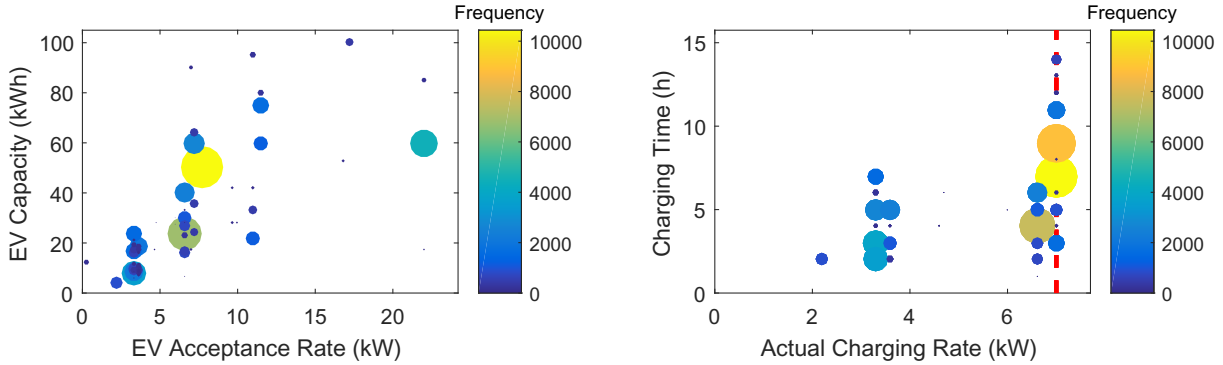 Frequency
EV Capacity (kWh)
100
80
60
40
20
0
0 5 10 15 20
EV Acceptance Rate (kW)
10000
8000
6000
4000
2000
0
Frequency
Charging Time (h)
15
10
5
0
0 2 4 6
Actual Charging Rate (kW)
10000
8000
6000
4000
2000
0